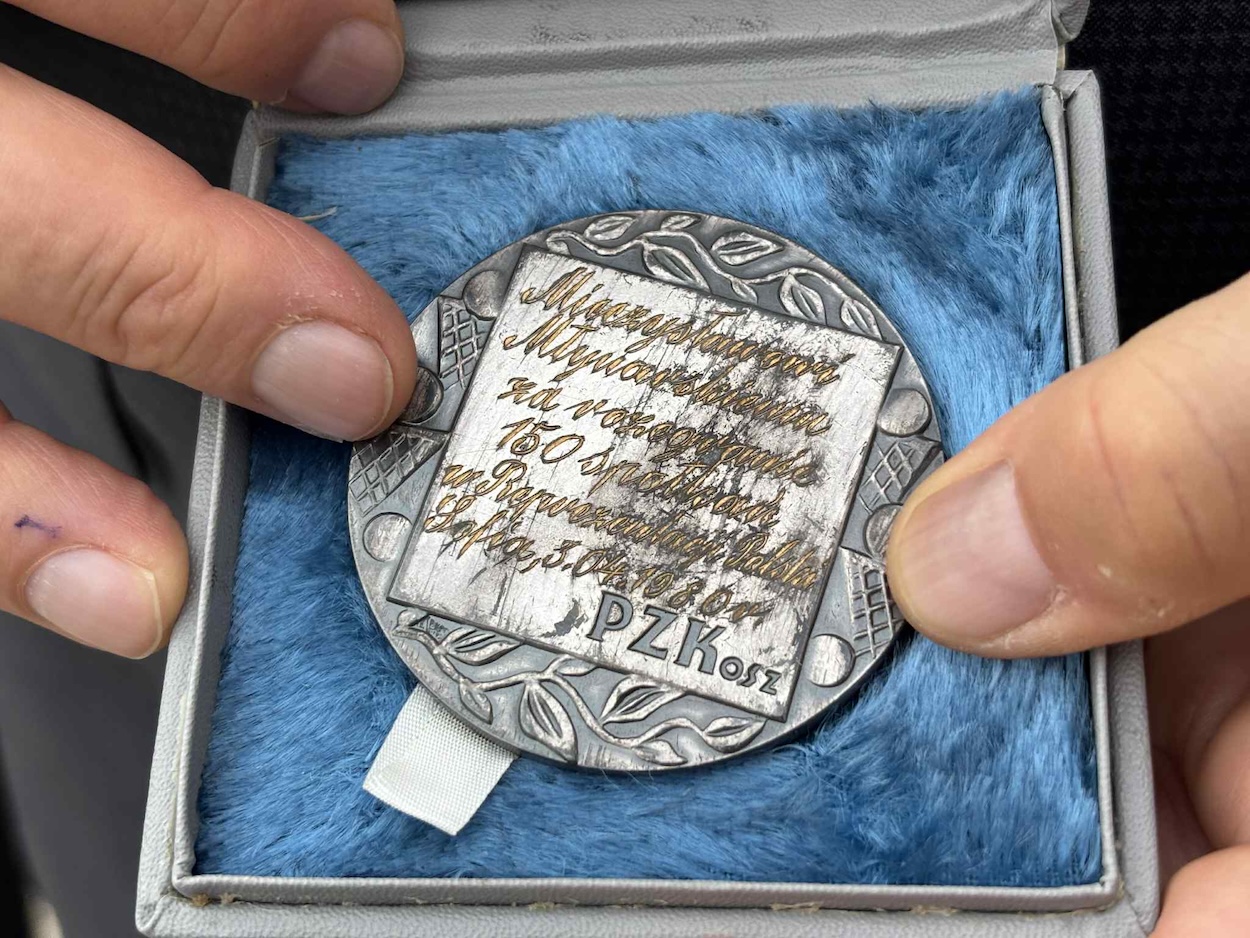 Mieczysławowi
Młynarskiemu
za rozegranie
150 spotkań
w Reprezentacji Polski
Sofia, 3.04.1980r
PZKosz